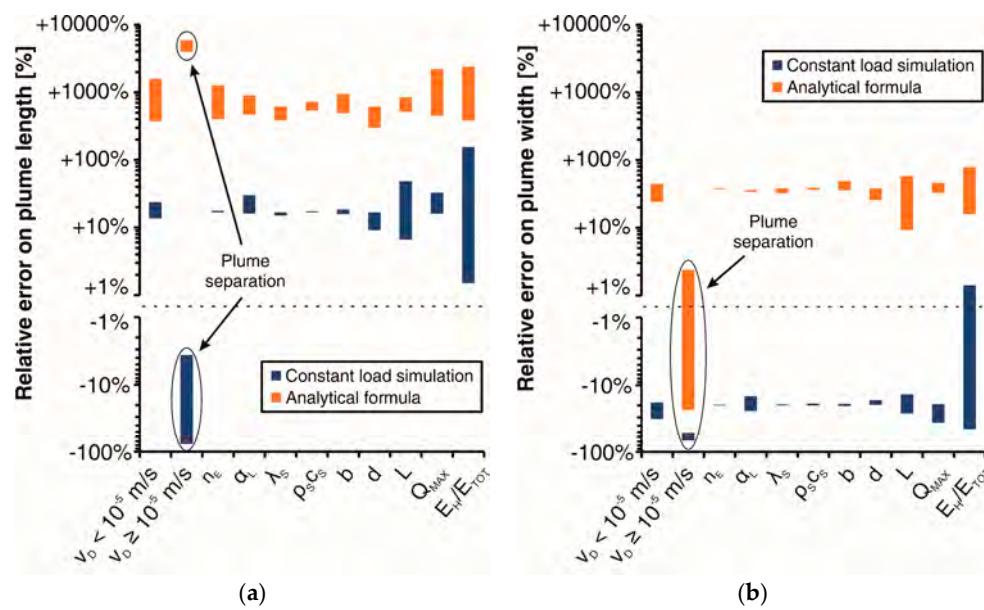 Relative error on plume length [%]
+10000%
+1000%
+100%
+10%
+1%
-1%
-10%
-100%
Plume
separation
Constant load simulation
Analytical formula
V_D < 10⁻⁵ m/s
V_D ≥ 10⁻⁵ m/s
n_E
α_L
λ_S
ρ_S c_S
b
d
L
Q_MAX
E_H/E_TOT
(a)
Relative error on plume width [%]
+10000%
+1000%
+100%
+10%
+1%
-1%
-10%
-100%
Constant load simulation
Analytical formula
Plume
separation
V_D < 10⁻⁵ m/s
V_D ≥ 10⁻⁵ m/s
n_E
α_L
λ_S
ρ_S c_S
b
d
L
Q_MAX
E_H/E_TOT
(b)